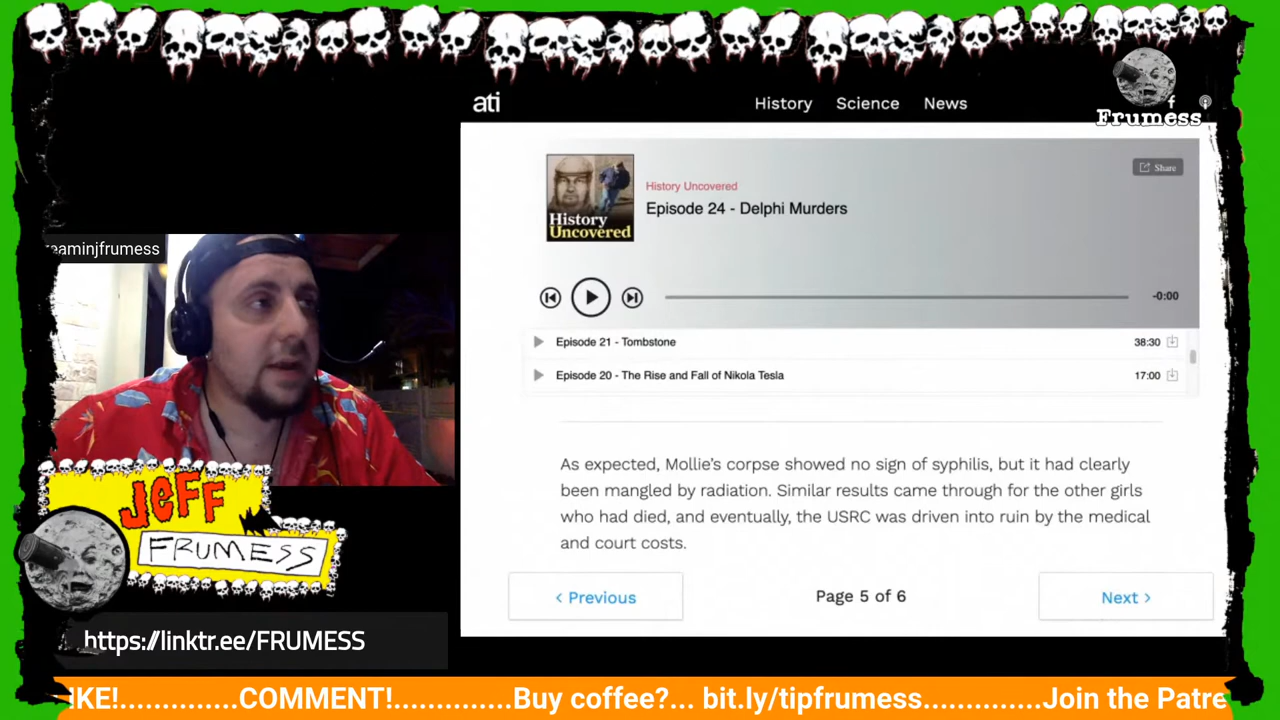 ati
History Science News
Frumess
History Uncovered
Episode 24 - Delphi Murders
Share
History
Uncovered
-0:00
Episode 21 - Tombstone 38:30
Episode 20 - The Rise and Fall of Nikola Tesla 17:00
As expected, Mollie's corpse showed no sign of syphilis, but it had clearly
been mangled by radiation. Similar results came through for the other girls
who had died, and eventually, the USRC was driven into ruin by the medical
and court costs.
Previous Page 5 of 6 Next
eaminjfrumess
JEFF
FRUMESS
https://linktr.ee/FRUMESS
IKE!.............COMMENT!.............Buy coffee?... bit.ly/tipfrumess.............Join the Patre